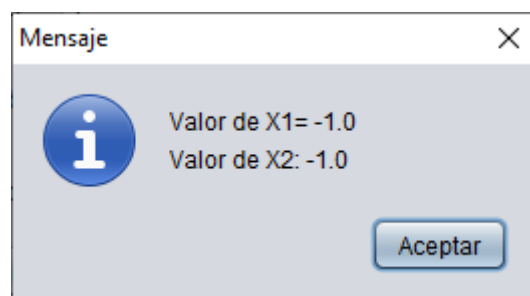 Mensaje
Valor de X1= -1.0
Valor de X2: -1.0
Aceptar